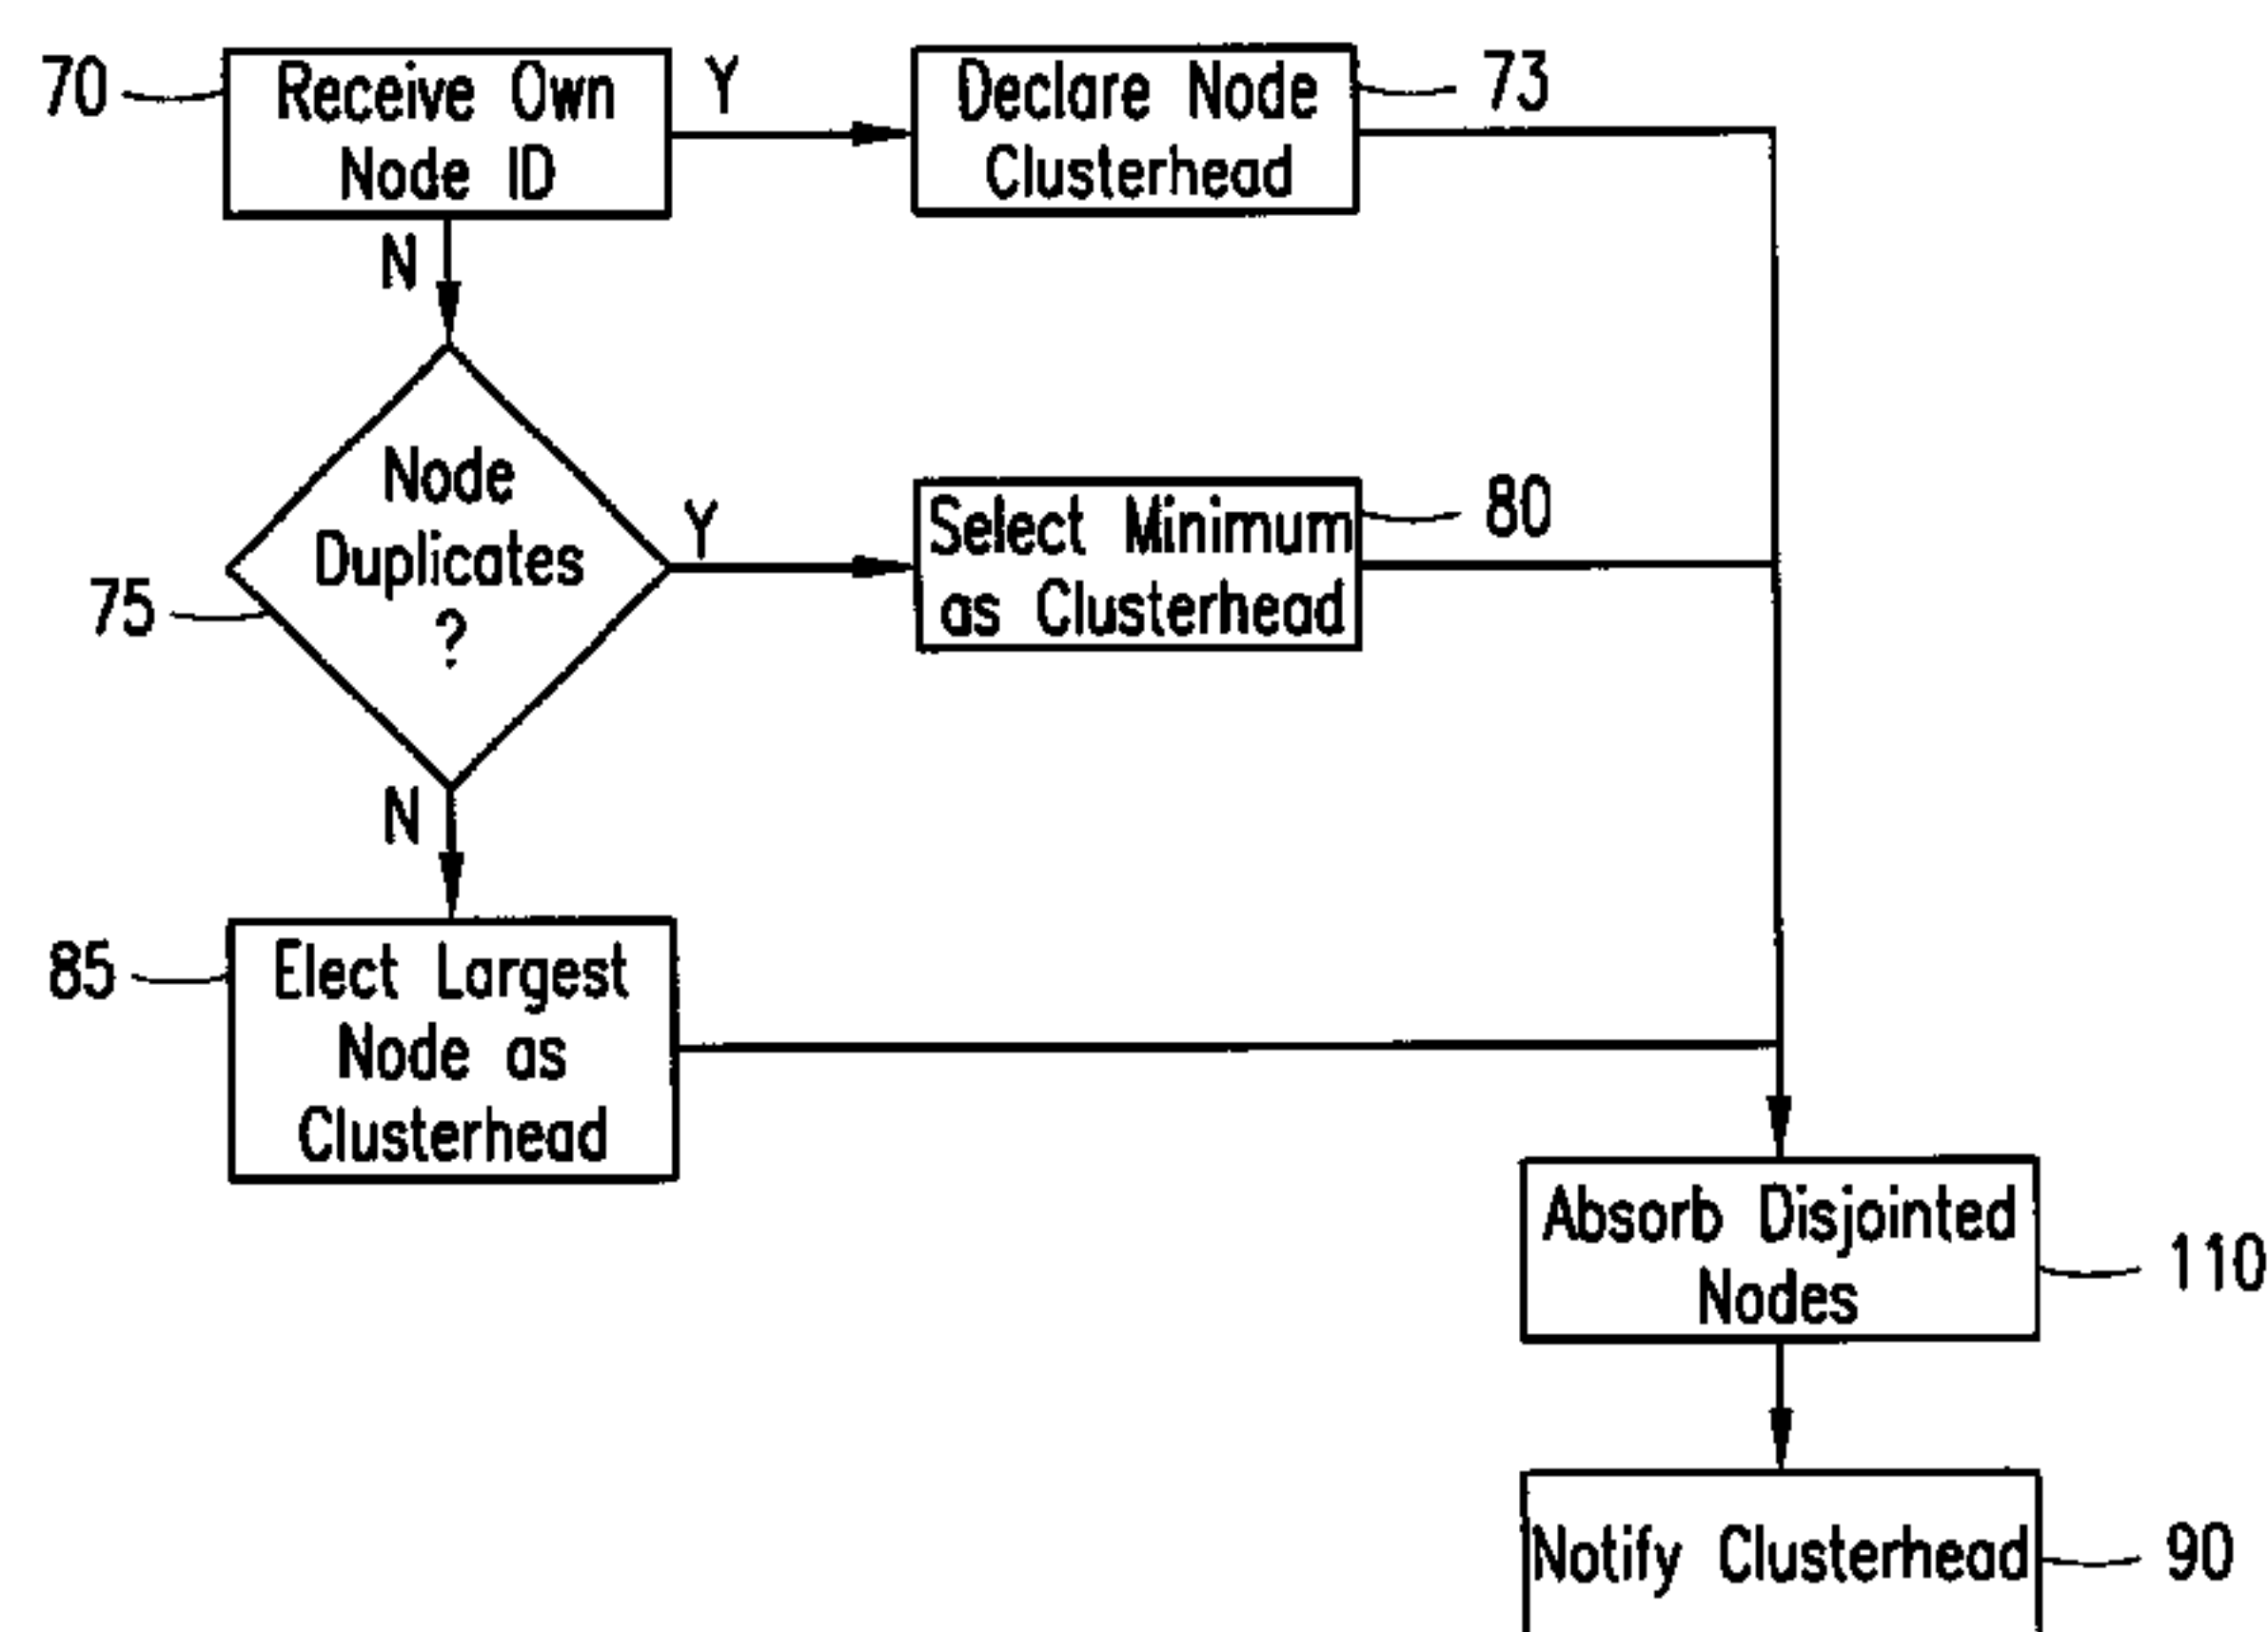 70
Receive Own
Node ID
Y
Declare Node
Clusterhead
73
N
Node
Duplicates
?
75
Y
Select Minimum
as Clusterhead
80
N
85
Elect Largest
Node as
Clusterhead
Absorb Disjointed
Nodes
110
Notify Clusterhead
90